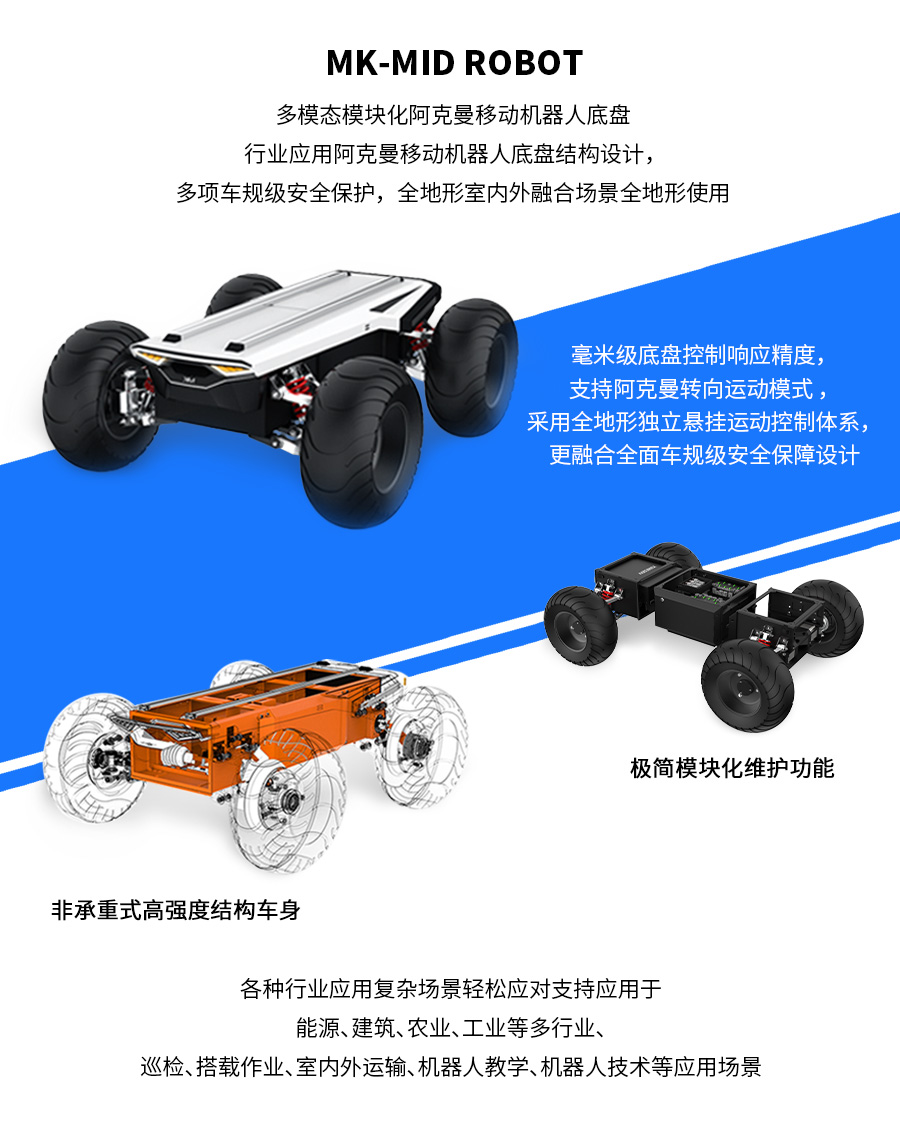 MK-MID ROBOT
多模态模块化阿克曼移动机器人底盘
行业应用阿克曼移动机器人底盘结构设计，
多项车规级安全保护，全地形室内外融合场景全地形使用
毫米级底盘控制响应精度，
支持阿克曼转向运动模式，
采用全地形独立悬挂运动控制体系，
更融合全面车规级安全保障设计
极简模块化维护功能
非承重式高强度结构车身
各种行业应用复杂场景轻松应对支持应用于
能源、建筑、农业、工业等多行业、
巡检、搭载作业、室内外运输、机器人教学、机器人技术等应用场景